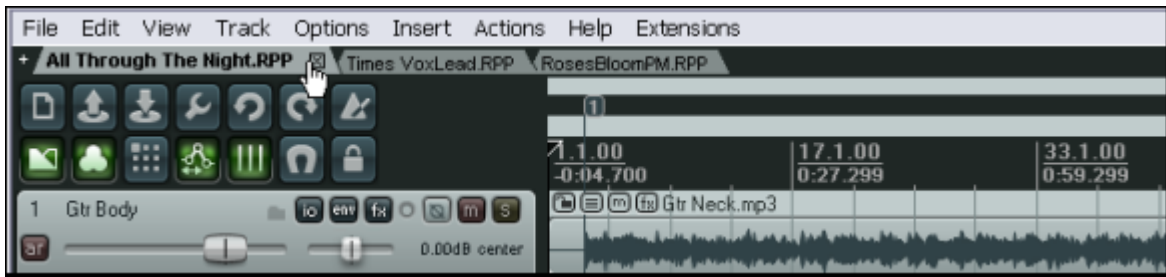 File Edit View Track Options Insert Actions Help Extensions
+ All Through The Night.RPP Times VoxLead.RPP RosesBloomPM.RPP
1
1.1.00 17.1.00 33.1.00
-0:04.700 0:27.299 0:59.299
1 Gtr Body io env fx m s
m fx Gtr Neck.mp3
ar 0.00dB center